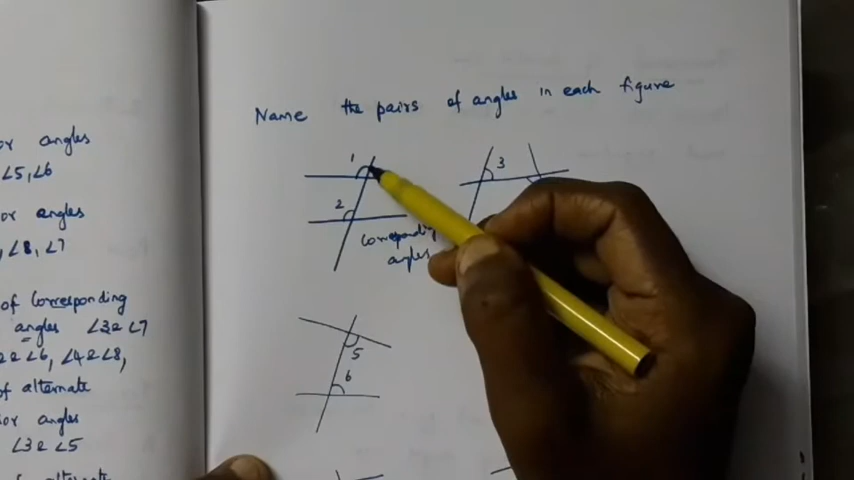 or angles
∠5, ∠6
or angles
, ∠8, ∠7
of corresponding
angles ∠3 & ∠7
2 & ∠6, ∠4 & ∠8,
of alternate
or angles
∠3 & ∠5
Name the pairs of angles in each figure
1
2
3
corresponding
angles
5
6